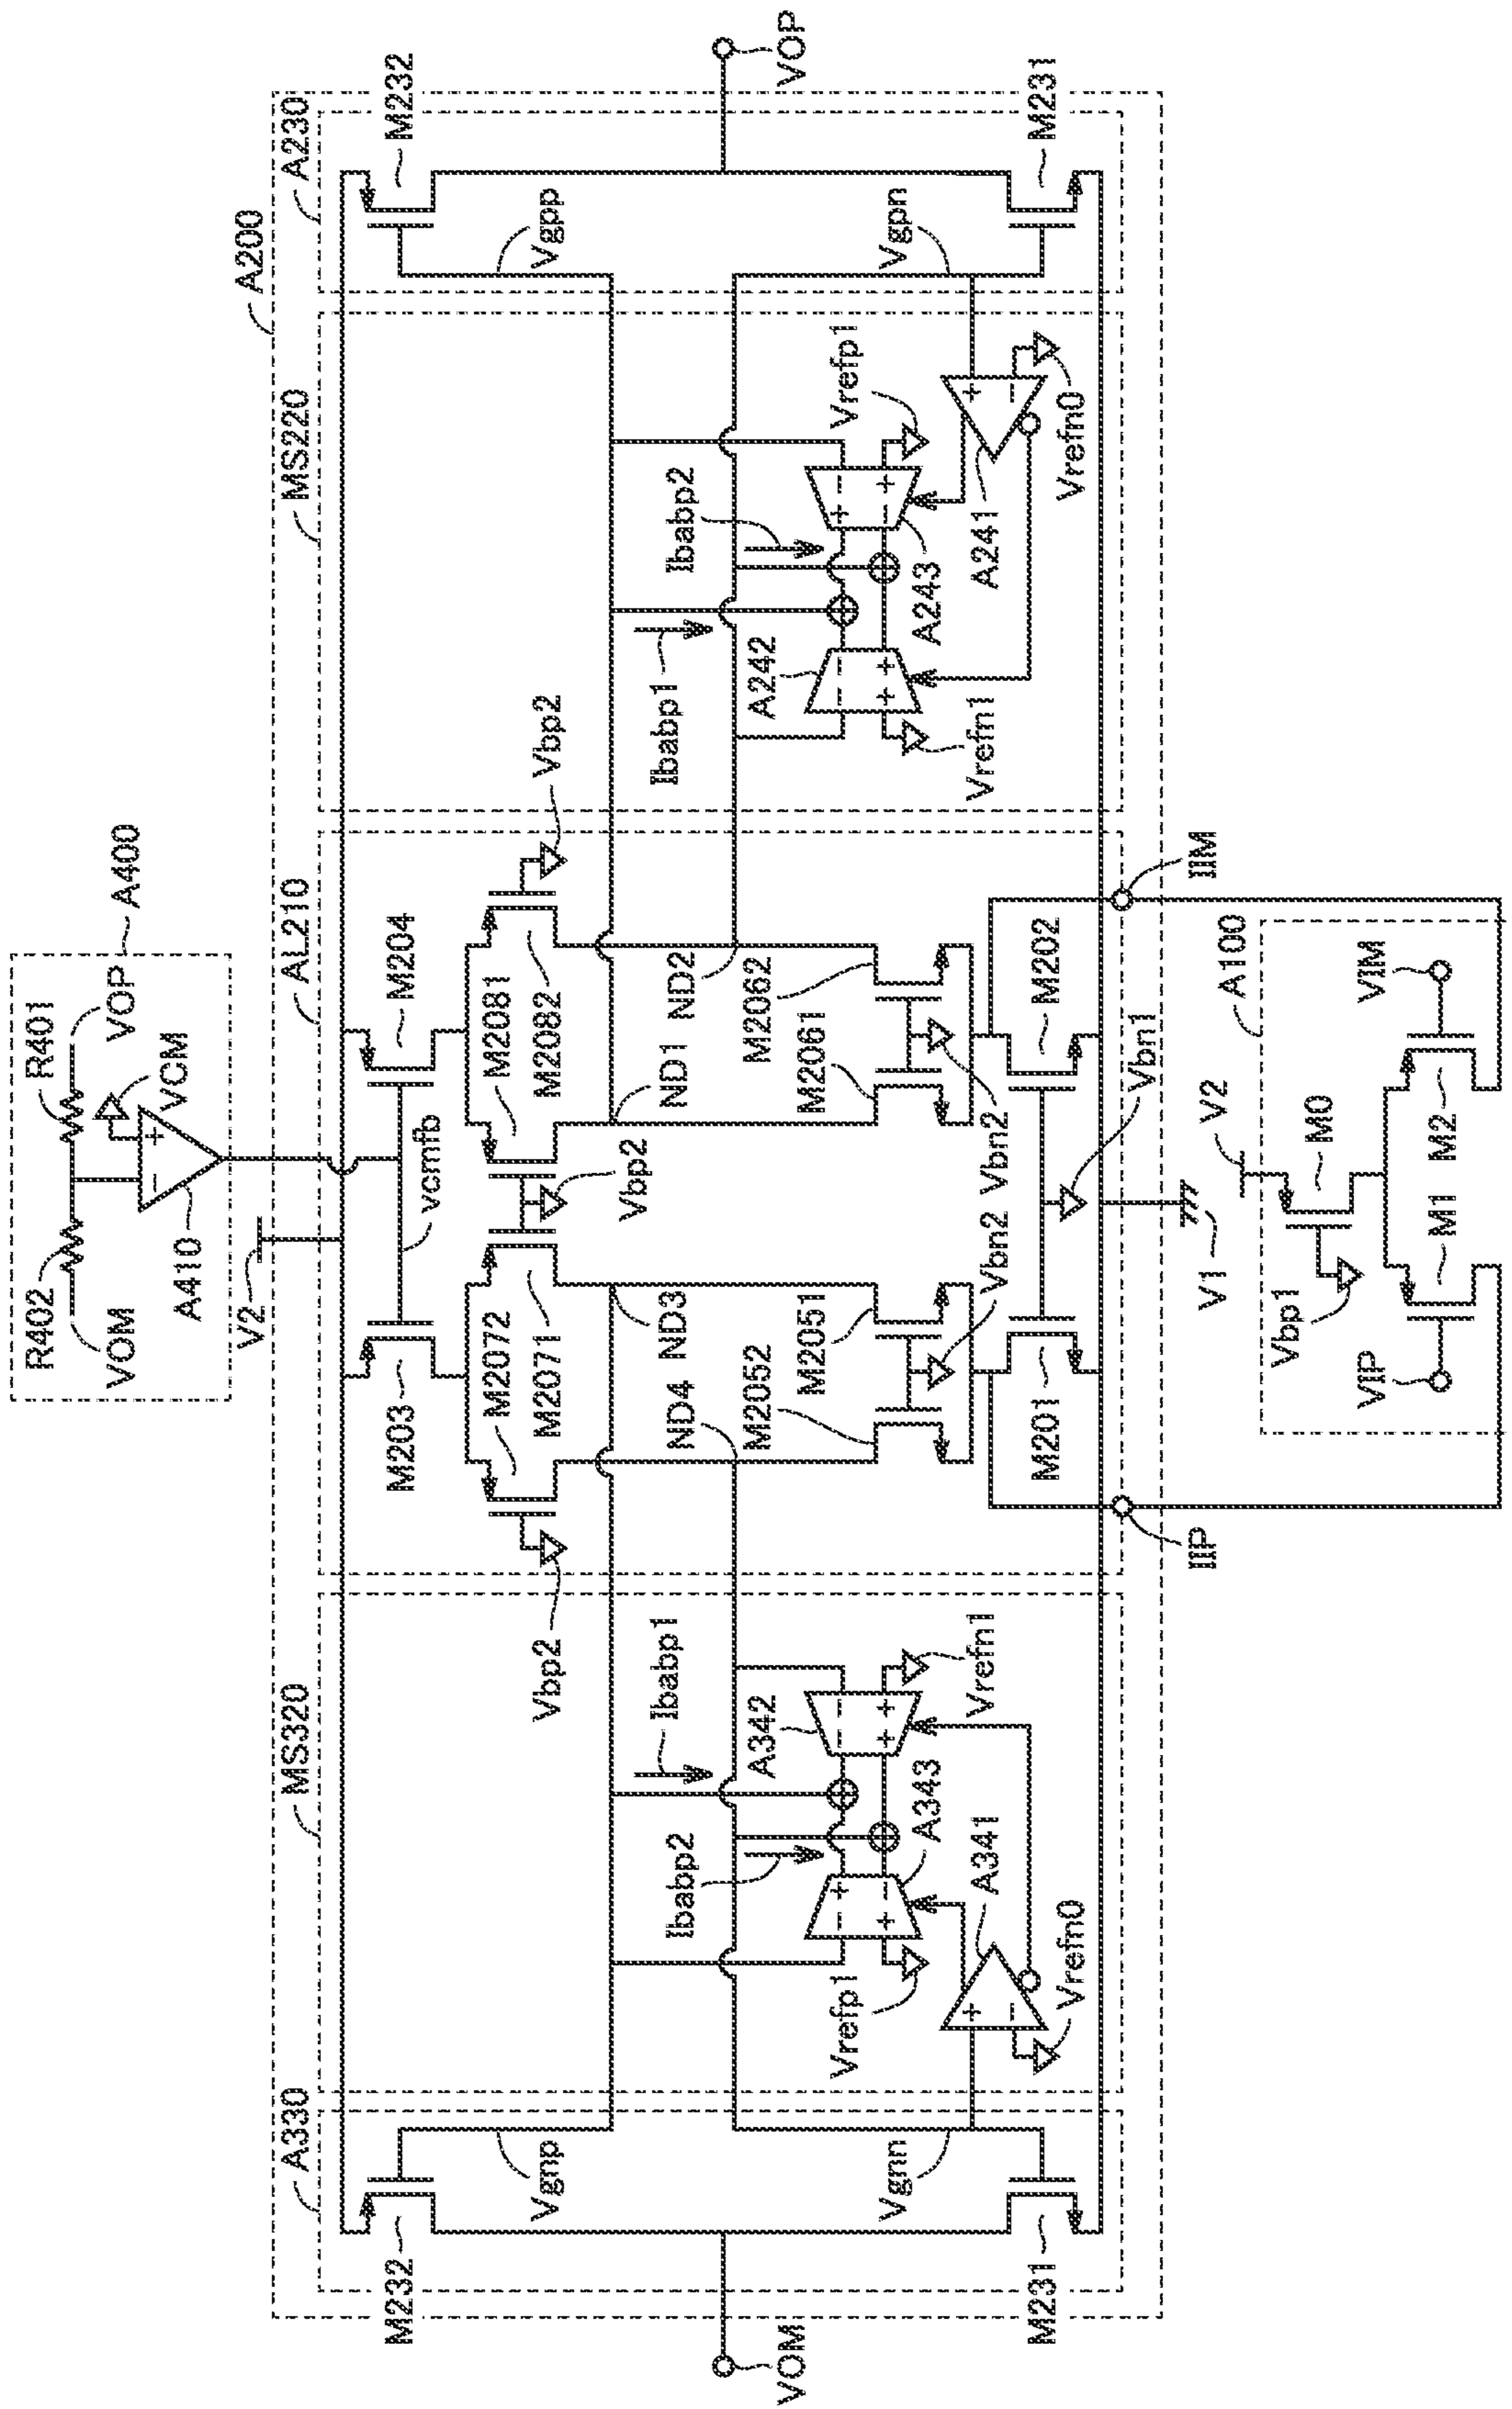 R401
VOP
A400
R402
VCM
VOM
A410
V2
A200
A330
MS320
AL210
MS220
A230
M232
M203
vcmfb
M204
M232
M2072
M2081
Vbp2
M2071
M2082
Vbp2
Vgnp
Vbp2
Vgpp
Ibabp2
Ibabp1
ND4
ND3
ND1
ND2
Ibabp1
Ibabp2
VOM
A342
M2052
M2051
M2061
M2062
A242
VOP
Vrefp1
A343
Vgnn
A341
Vrefn1
Vbn2
Vbn2
Vrefn1
A243
A241
Vrefp1
Vgpn
M231
Vrefn0
M201
M202
Vrefn0
M231
Vbn1
IIP
V1
V2
IIM
A100
Vbp1
M0
VIP
M1
M2
VIM
+
−
−
+
−
+
+
−
−
+
−
+
+
−
−
+
−
+
+
−
−
+
−
+